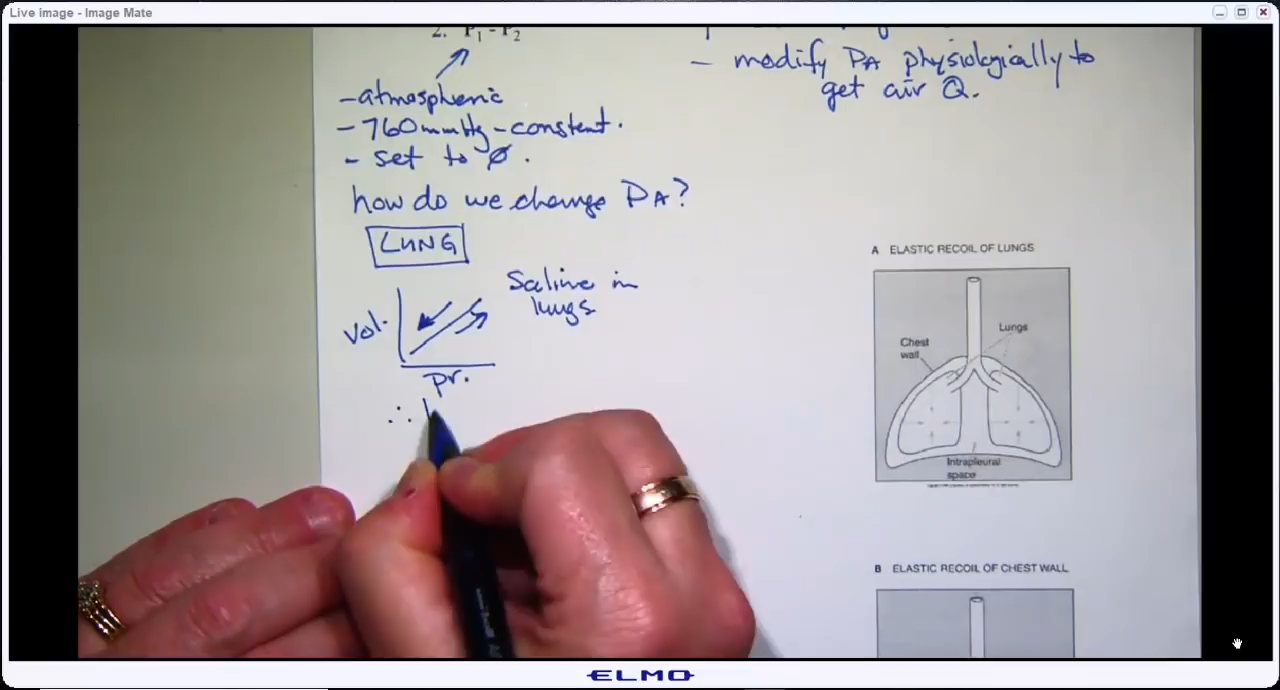 Live image - Image Mate
2. P1 - P2
- atmospheric
- 760mmHg - constant.
- set to Ø.
- modify PA physiologically to
get air Q.
how do we change PA?
LUNG
Saline in
lungs
vol.
pr.
∴
A ELASTIC RECOIL OF LUNGS
Lungs
Chest
wall
Intrapleural
space
B ELASTIC RECOIL OF CHEST WALL
ELMO